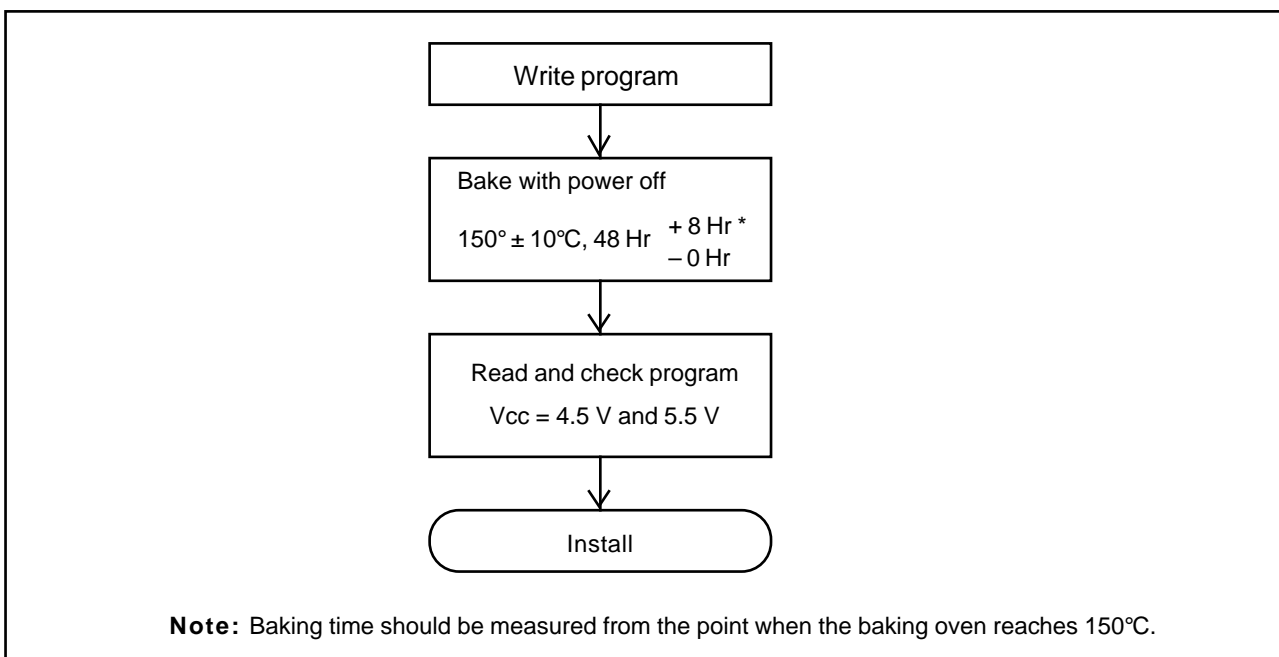 Write program
Bake with power off
150° ± 10°C, 48 Hr + 8 Hr *
– 0 Hr
Read and check program
Vcc = 4.5 V and 5.5 V
Install
Note: Baking time should be measured from the point when the baking oven reaches 150°C.